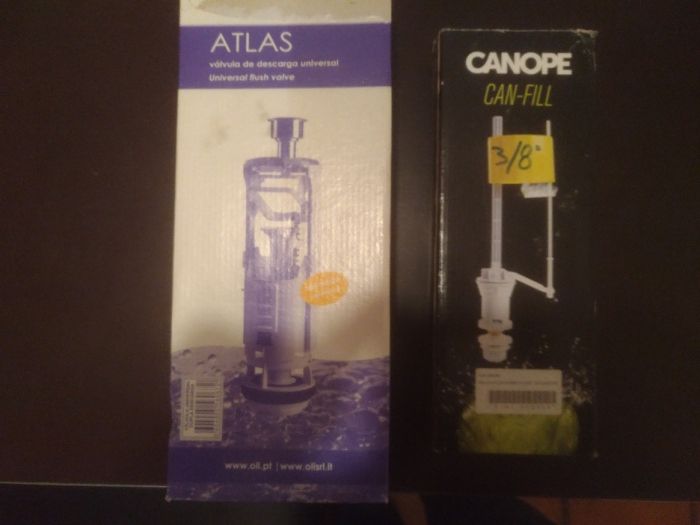 ATLAS
válvula de descarga universal
Universal flush valve
www.oli.pt | www.olisrl.it
CANOPE
CAN-FILL
3/8"